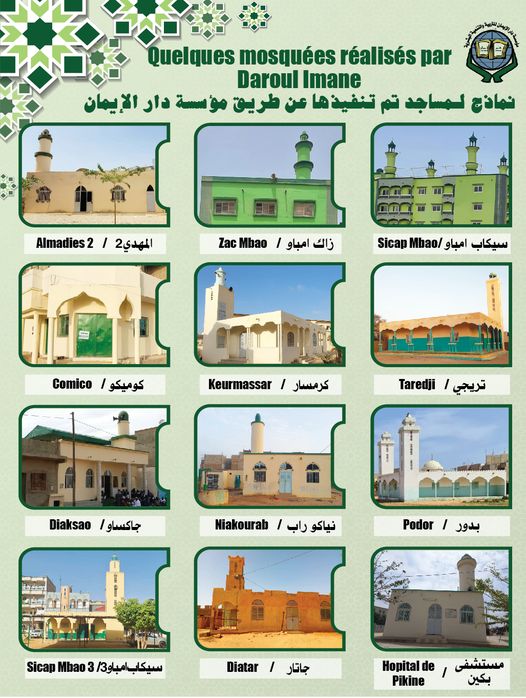 Quelques mosquées réalisés par
Daroul Imane
نماذج لمساجد تم تنفيذها عن طريق مؤسسة دار الإيمان
Almadies 2 / المهدي2
Zac Mbao / زاك امباو
Sicap Mbao/ سيكاب امباو
Comico / كوميكو
Keurmassar / كرمسار
Taredji / تريجي
Diaksao / جاكساو
Niakourab / نياكو راب
Podor / بدور
Sicap Mbao 3 /سيكاب امباو3
Diatar / جاتار
Hopital de Pikine / مستشفى بكين